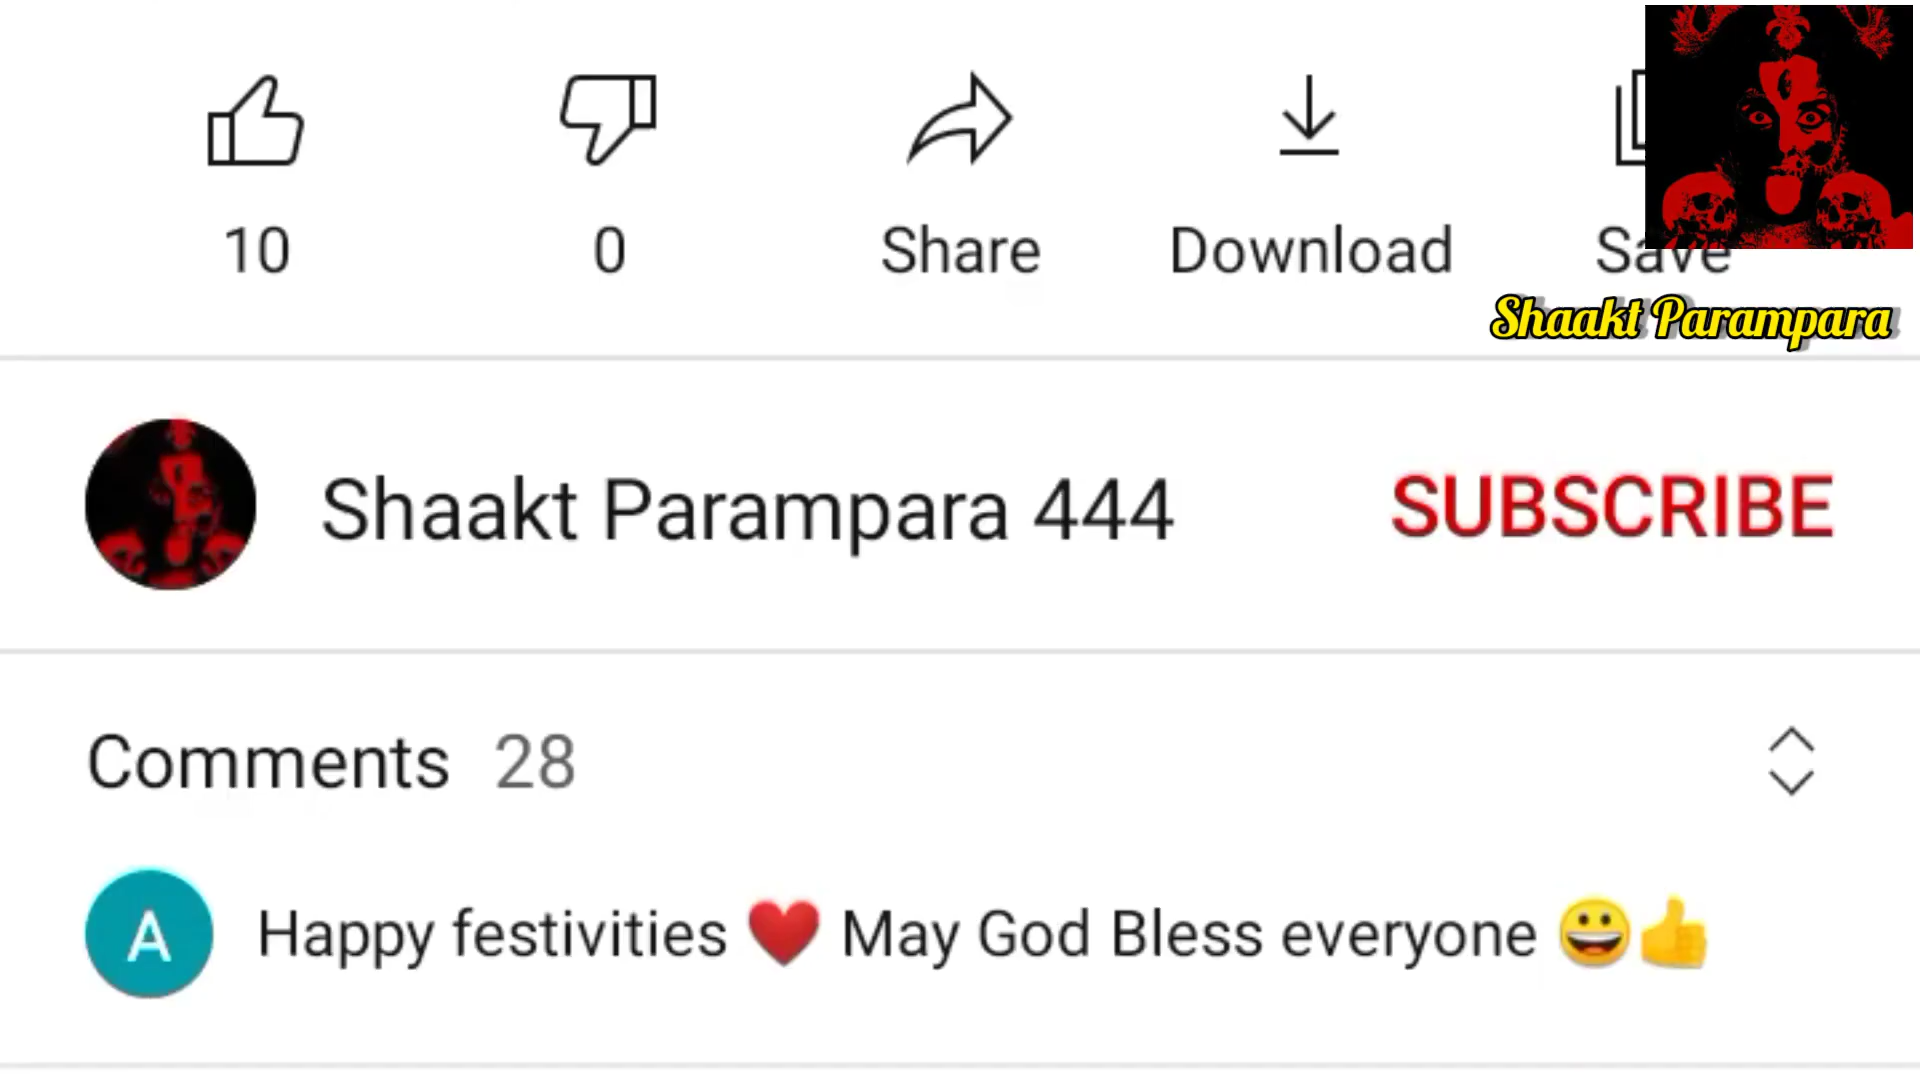 10 0 Share Download Save
Shaakt Parampara
Shaakt Parampara 444 SUBSCRIBE
Comments 28
A Happy festivities ❤️ May God Bless everyone 😀👍